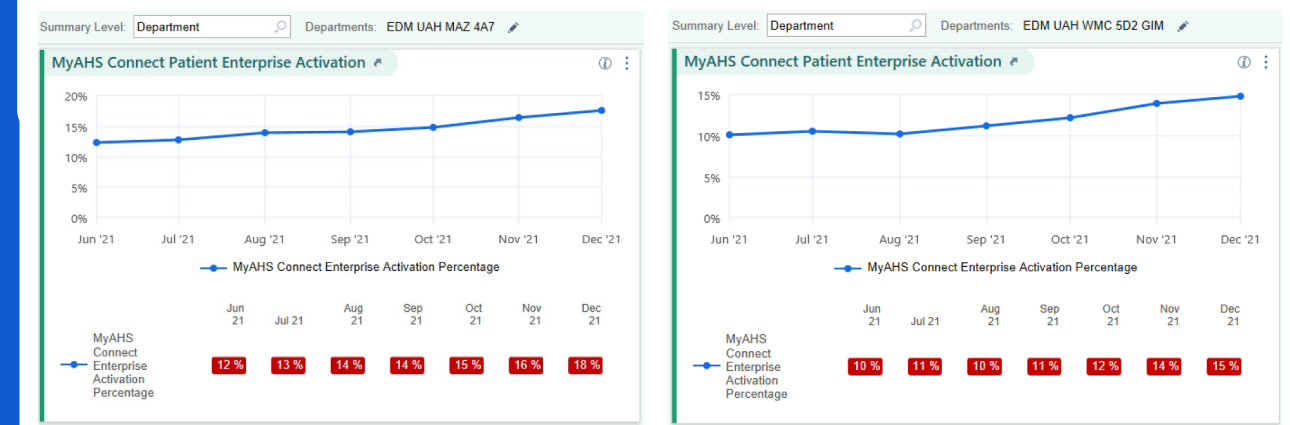 Summary Level: Department Departments: EDM UAH MAZ 4A7
MyAHS Connect Patient Enterprise Activation
20%
15%
10%
5%
0%
Jun '21 Jul '21 Aug '21 Sep '21 Oct '21 Nov '21 Dec '21
MyAHS Connect Enterprise Activation Percentage
Jun 21 Jul 21 Aug 21 Sep 21 Oct 21 Nov 21 Dec 21
MyAHS
Connect
Enterprise
Activation
Percentage
12 % 13 % 14 % 14 % 15 % 16 % 18 %
Summary Level: Department Departments: EDM UAH WMC 5D2 GIM
MyAHS Connect Patient Enterprise Activation
15%
10%
5%
0%
Jun '21 Jul '21 Aug '21 Sep '21 Oct '21 Nov '21 Dec '21
MyAHS Connect Enterprise Activation Percentage
Jun 21 Jul 21 Aug 21 Sep 21 Oct 21 Nov 21 Dec 21
MyAHS
Connect
Enterprise
Activation
Percentage
10 % 11 % 10 % 11 % 12 % 14 % 15 %